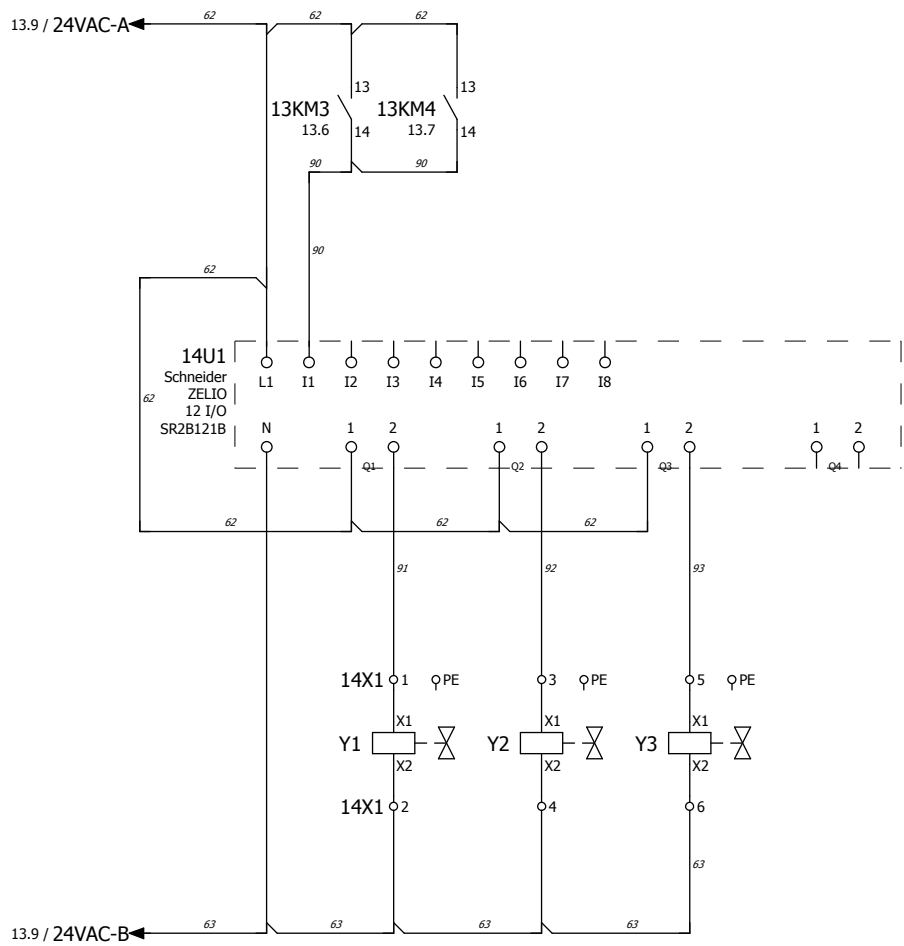 13.9 / 24VAC-A
62
62
62
13
13
13KM3
13KM4
13.6
13.7
14
14
90
90
90
62
14U1
Schneider
ZELIO
12 I/O
SR2B121B
62
L1
I1
I2
I3
I4
I5
I6
I7
I8
N
1
2
1
2
1
2
1
2
Q1
Q2
Q3
Q4
62
62
62
91
92
93
14X1
1
PE
3
PE
5
PE
X1
X1
X1
Y1
Y2
Y3
X2
X2
X2
14X1
2
4
6
63
13.9 / 24VAC-B
63
63
63
63